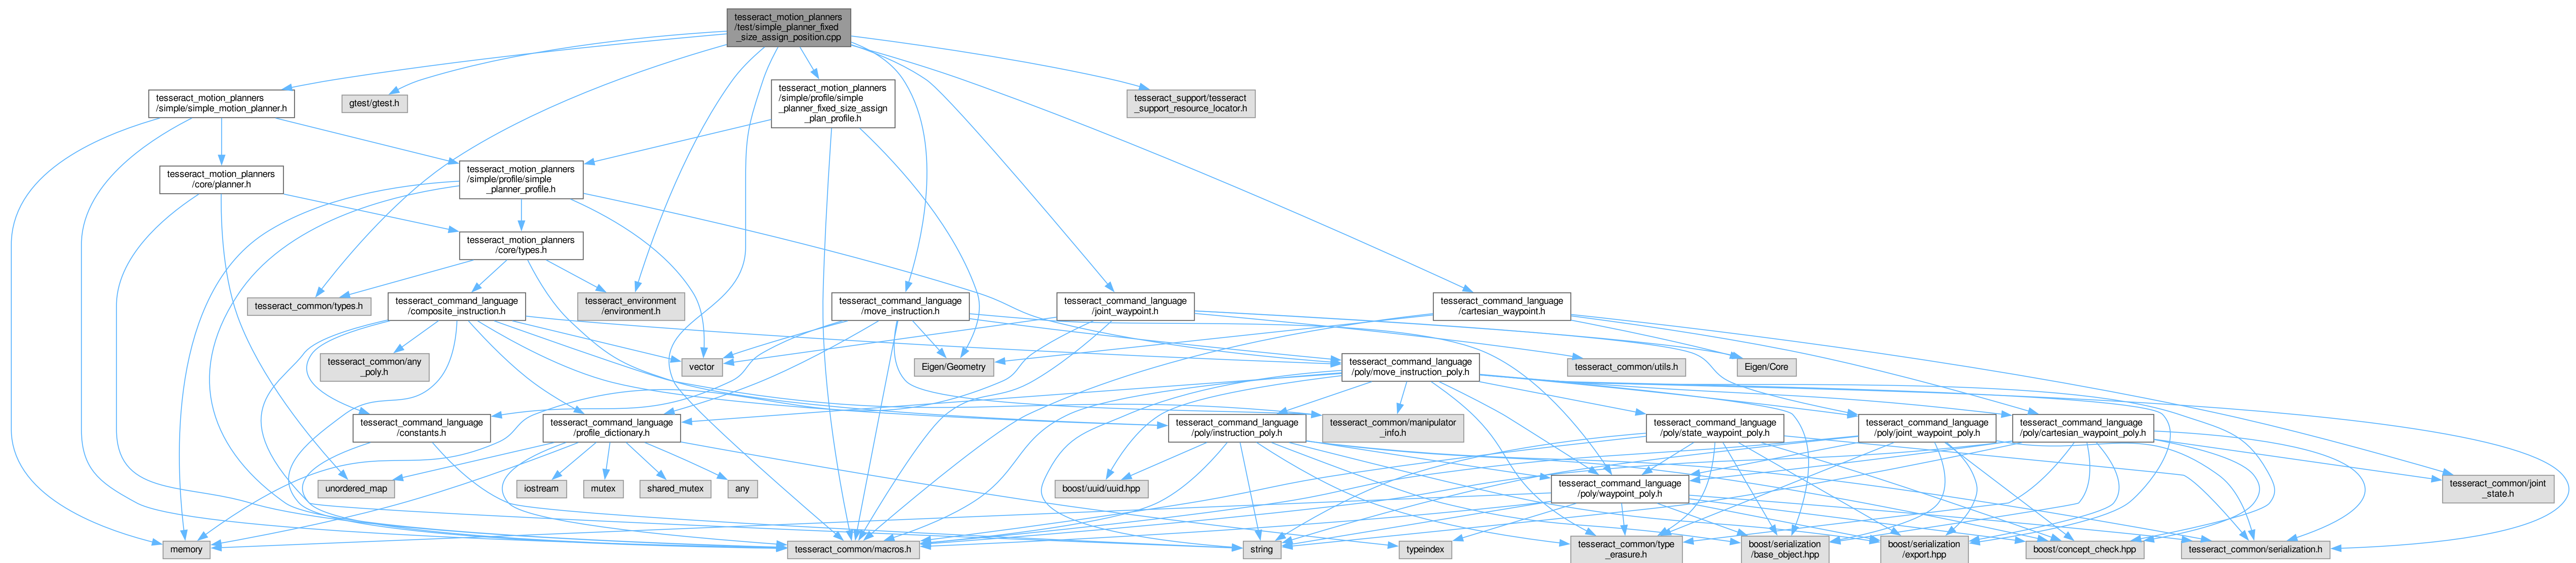 tesseract_motion_planners
/test/simple_planner_fixed
_size_assign_position.cpp
tesseract_motion_planners
/simple/simple_motion_planner.h
gtest/gtest.h
tesseract_motion_planners
/simple/profile/simple
_planner_fixed_size_assign
_plan_profile.h
tesseract_support/tesseract
_support_resource_locator.h
tesseract_motion_planners
/core/planner.h
tesseract_motion_planners
/simple/profile/simple
_planner_profile.h
tesseract_motion_planners
/core/types.h
tesseract_common/types.h
tesseract_command_language
/composite_instruction.h
tesseract_environment
/environment.h
tesseract_command_language
/move_instruction.h
tesseract_command_language
/joint_waypoint.h
tesseract_command_language
/cartesian_waypoint.h
tesseract_common/any
_poly.h
vector
Eigen/Geometry
tesseract_command_language
/poly/move_instruction_poly.h
tesseract_common/utils.h
Eigen/Core
tesseract_command_language
/constants.h
tesseract_command_language
/profile_dictionary.h
tesseract_command_language
/poly/instruction_poly.h
tesseract_common/manipulator
_info.h
tesseract_command_language
/poly/state_waypoint_poly.h
tesseract_command_language
/poly/joint_waypoint_poly.h
tesseract_command_language
/poly/cartesian_waypoint_poly.h
unordered_map
iostream
mutex
shared_mutex
any
boost/uuid/uuid.hpp
tesseract_command_language
/poly/waypoint_poly.h
tesseract_common/joint
_state.h
memory
tesseract_common/macros.h
string
typeindex
tesseract_common/type
_erasure.h
boost/serialization
/base_object.hpp
boost/serialization
/export.hpp
boost/concept_check.hpp
tesseract_common/serialization.h